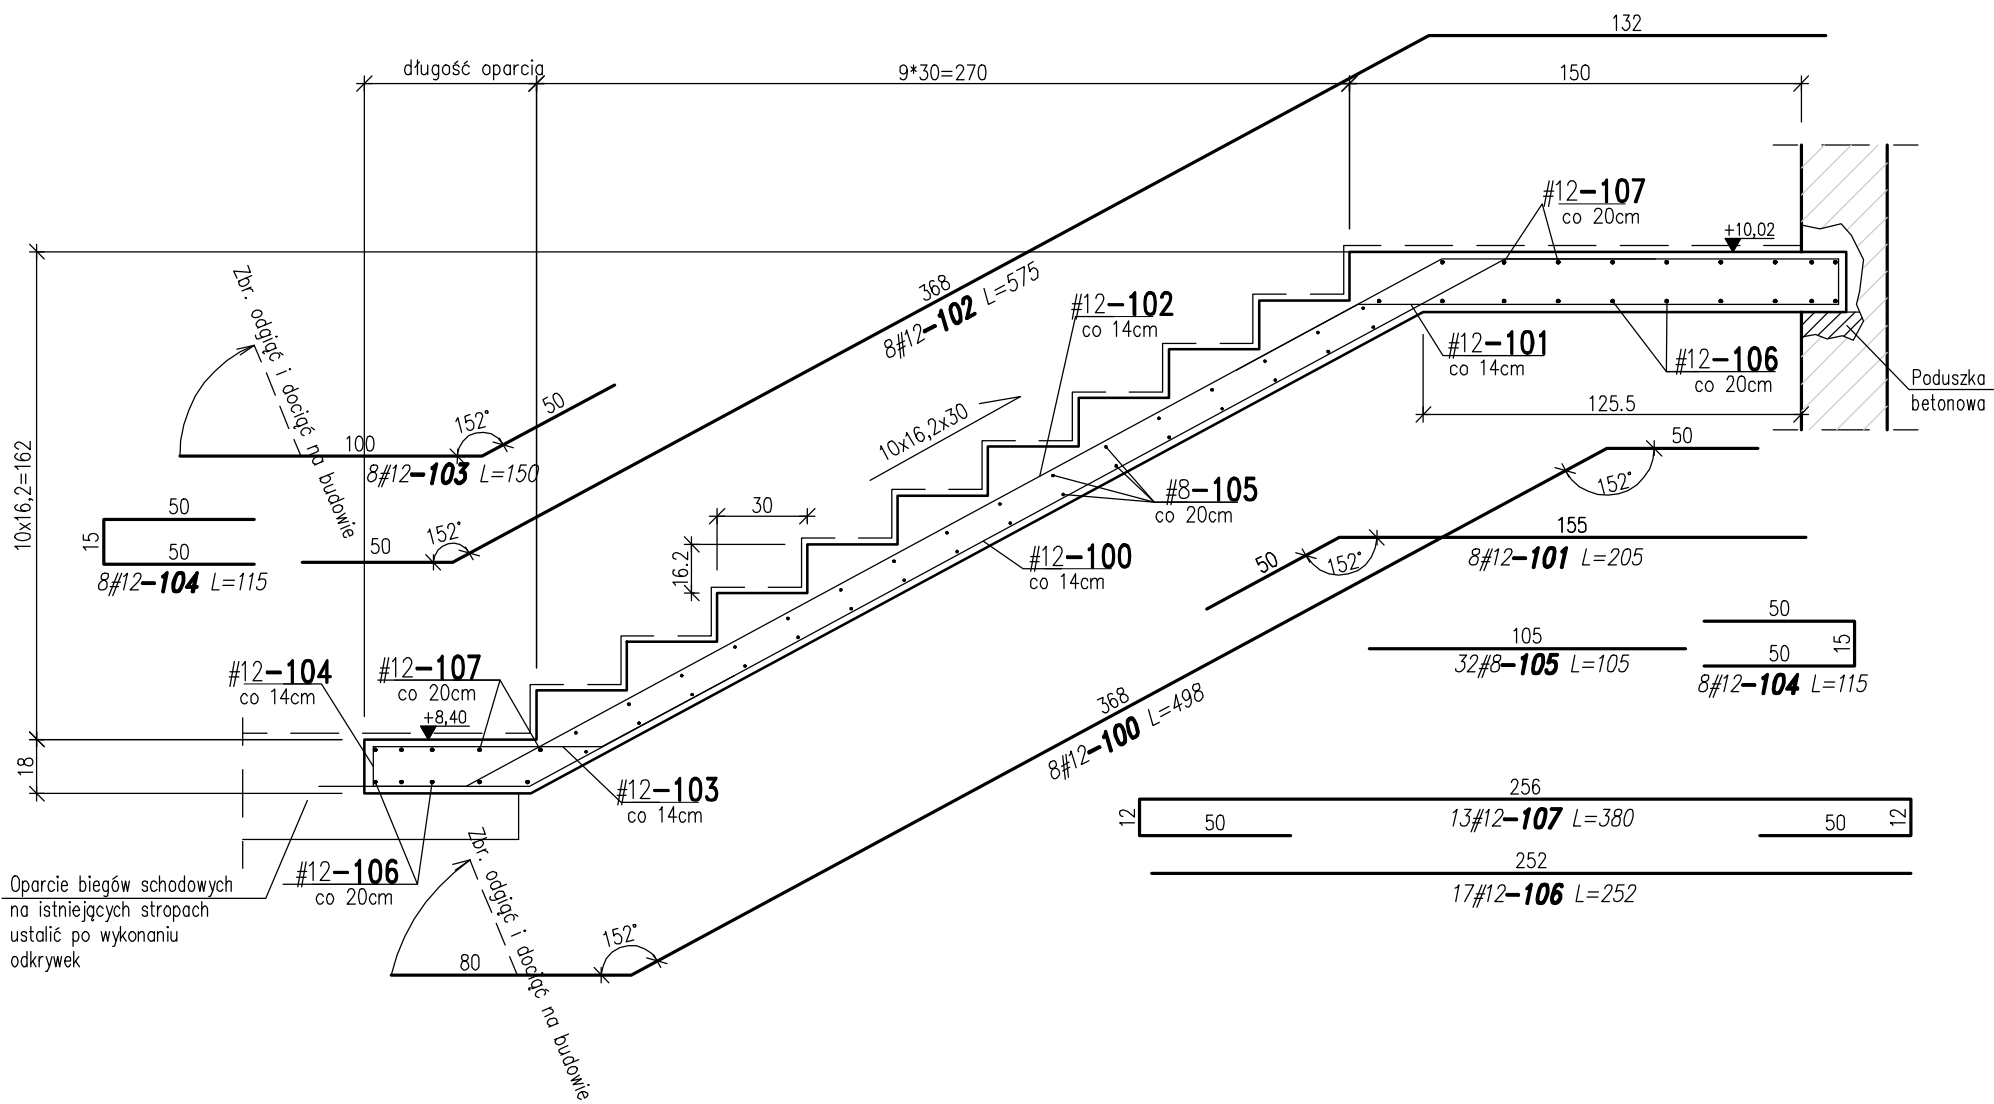 132
długość oparcia
9*30=270
150
#12-107
co 20cm
+10,02
Zbr. odgiąć i dociąć na budowie
368
8#12-102 L=575
#12-102
co 14cm
#12-101
co 14cm
#12-106
co 20cm
Poduszka
betonowa
125.5
10x16,2=162
152°
50
100
8#12-103 L=150
10x16,2x30
50
152°
#8-105
co 20cm
50
15
50
8#12-104 L=115
50
152°
30
16.2
#12-100
co 14cm
50
152°
155
8#12-101 L=205
50
15
50
8#12-104 L=115
105
32#8-105 L=105
#12-104
co 14cm
#12-107
co 20cm
+8,40
18
368
8#12-100 L=498
#12-103
co 14cm
256
12
50
13#12-107 L=380
50
12
252
17#12-106 L=252
#12-106
co 20cm
Oparcie biegów schodowych
na istniejących stropach
ustalić po wykonaniu
odkrywek
Zbr. odgiąć i dociąć na budowie
80
152°